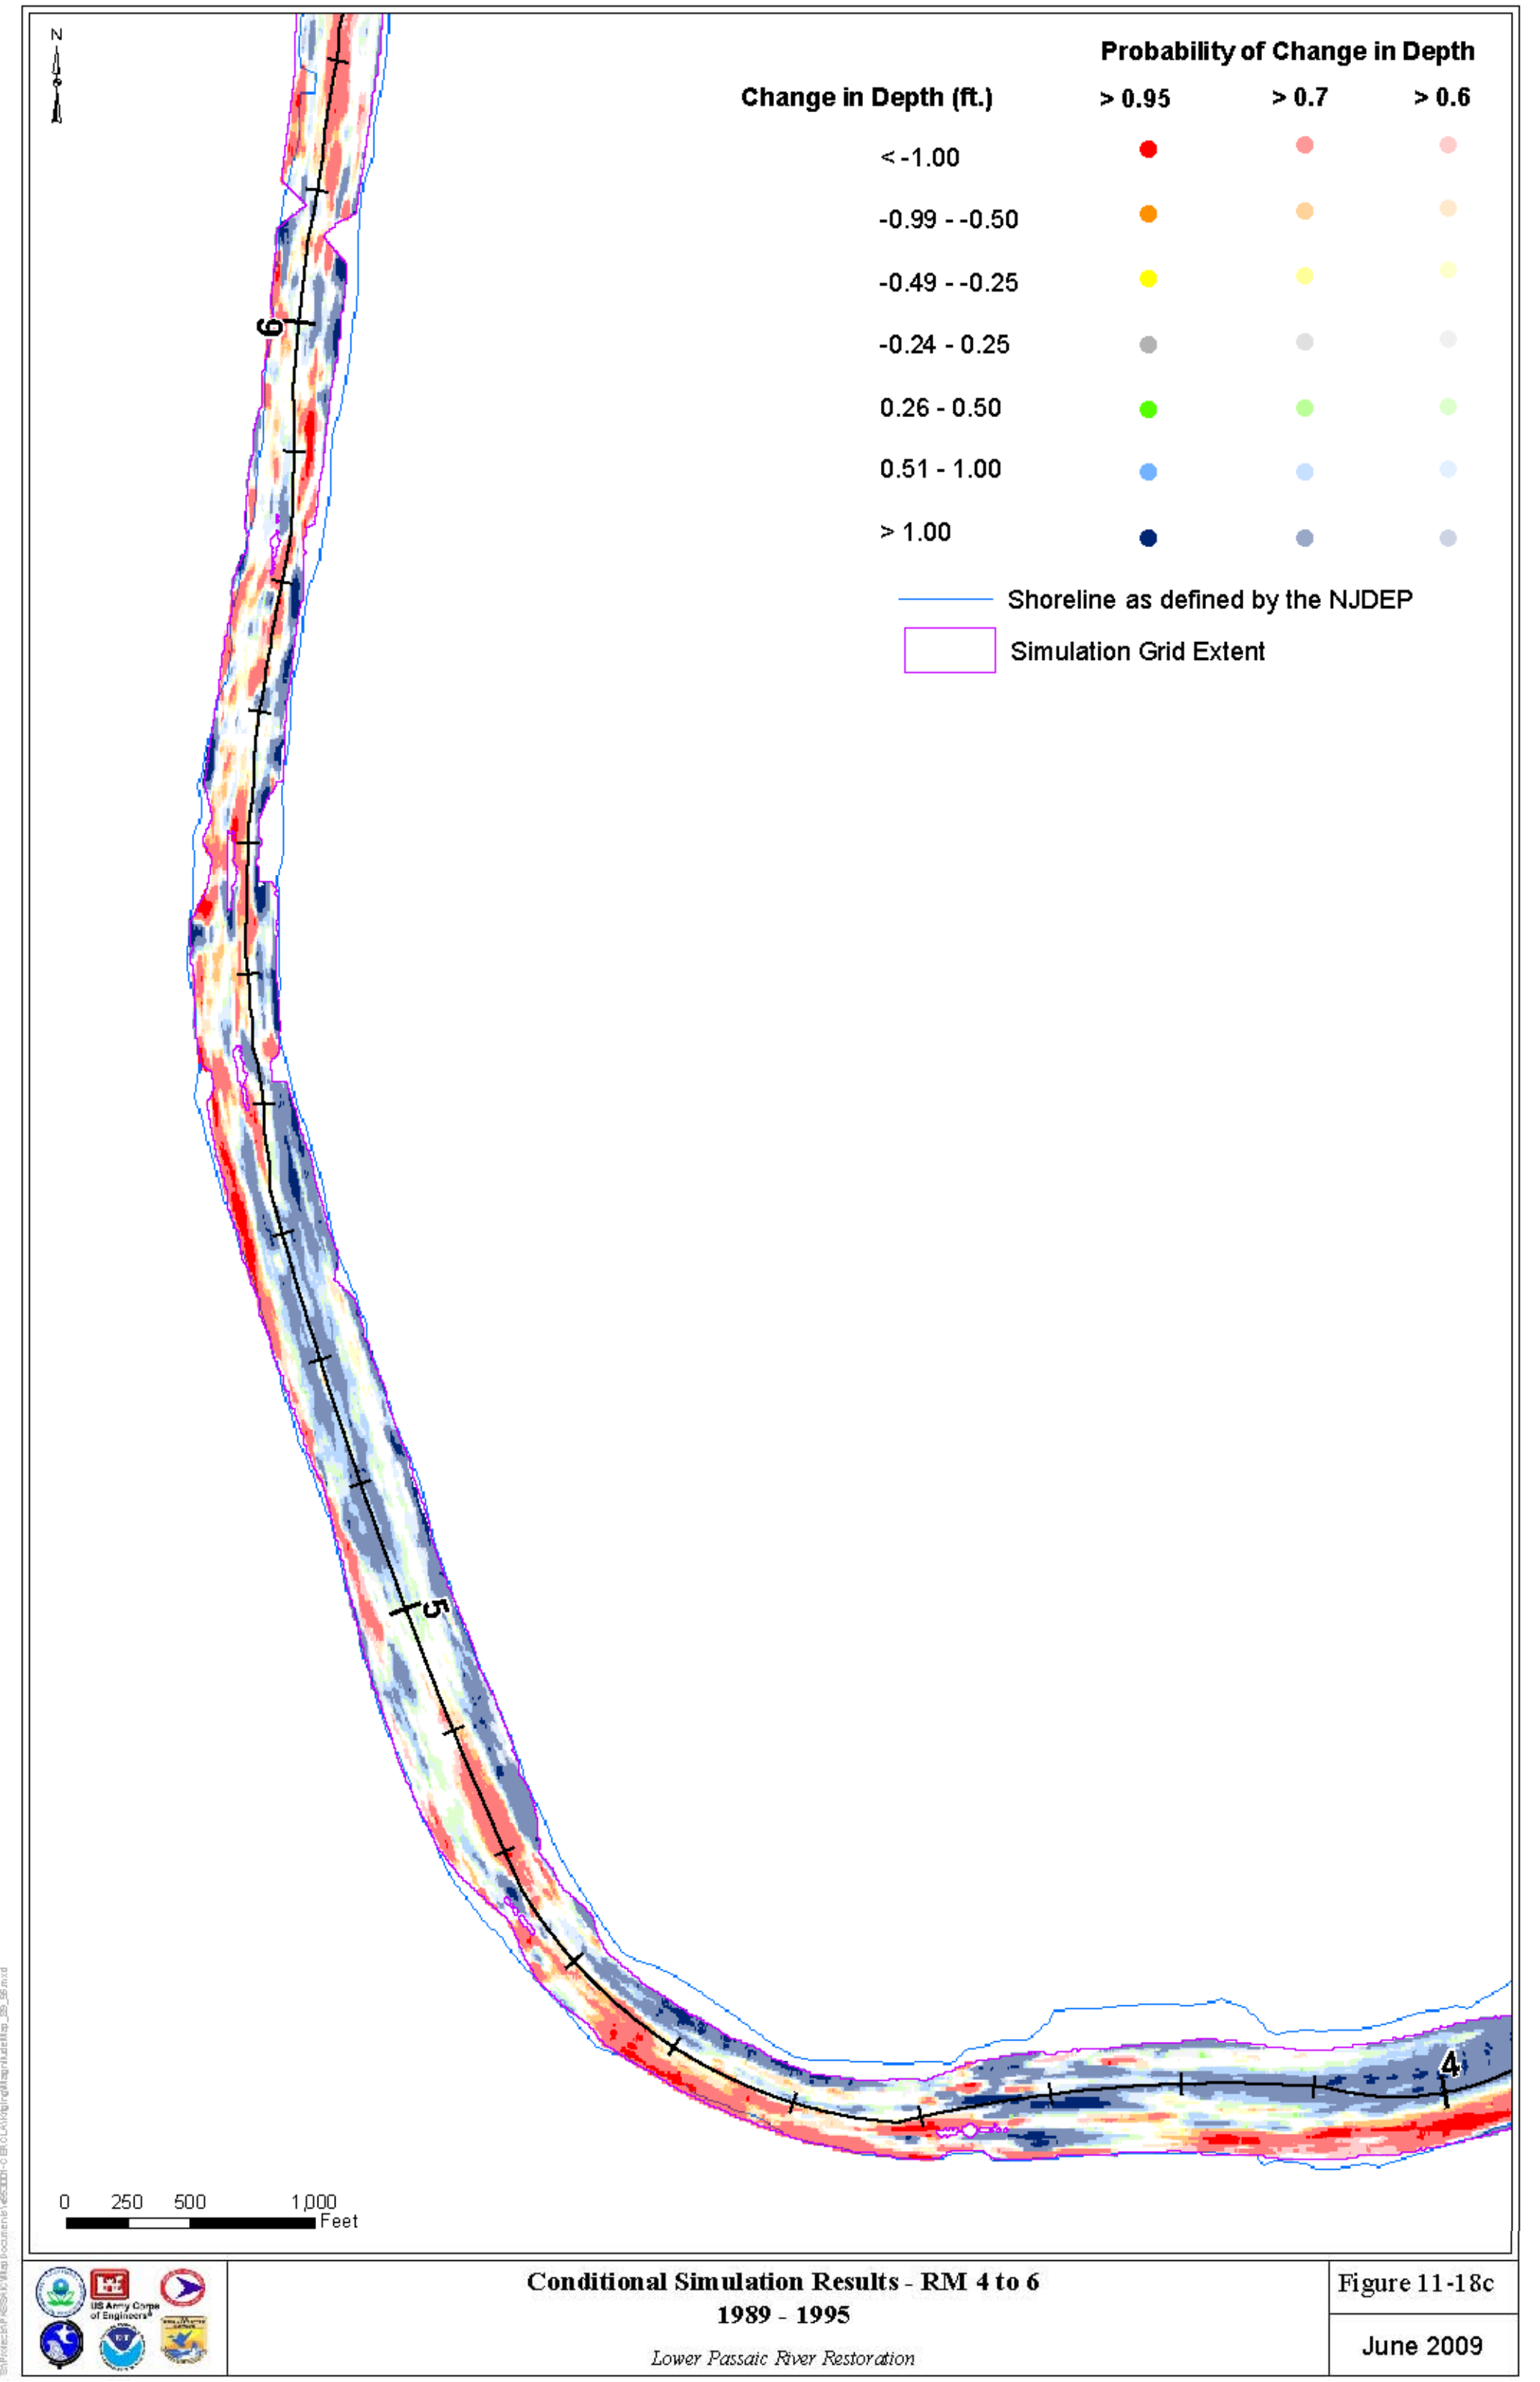 N
Probability of Change in Depth
Change in Depth (ft.) > 0.95 > 0.7 > 0.6
< -1.00
-0.99 - -0.50
-0.49 - -0.25
-0.24 - 0.25
0.26 - 0.50
0.51 - 1.00
> 1.00
Shoreline as defined by the NJDEP
Simulation Grid Extent
6
5
4
0 250 500 1,000
Feet
US Army Corps
of Engineers®
Conditional Simulation Results - RM 4 to 6
1989 - 1995
Lower Passaic River Restoration
Figure 11-18c
June 2009